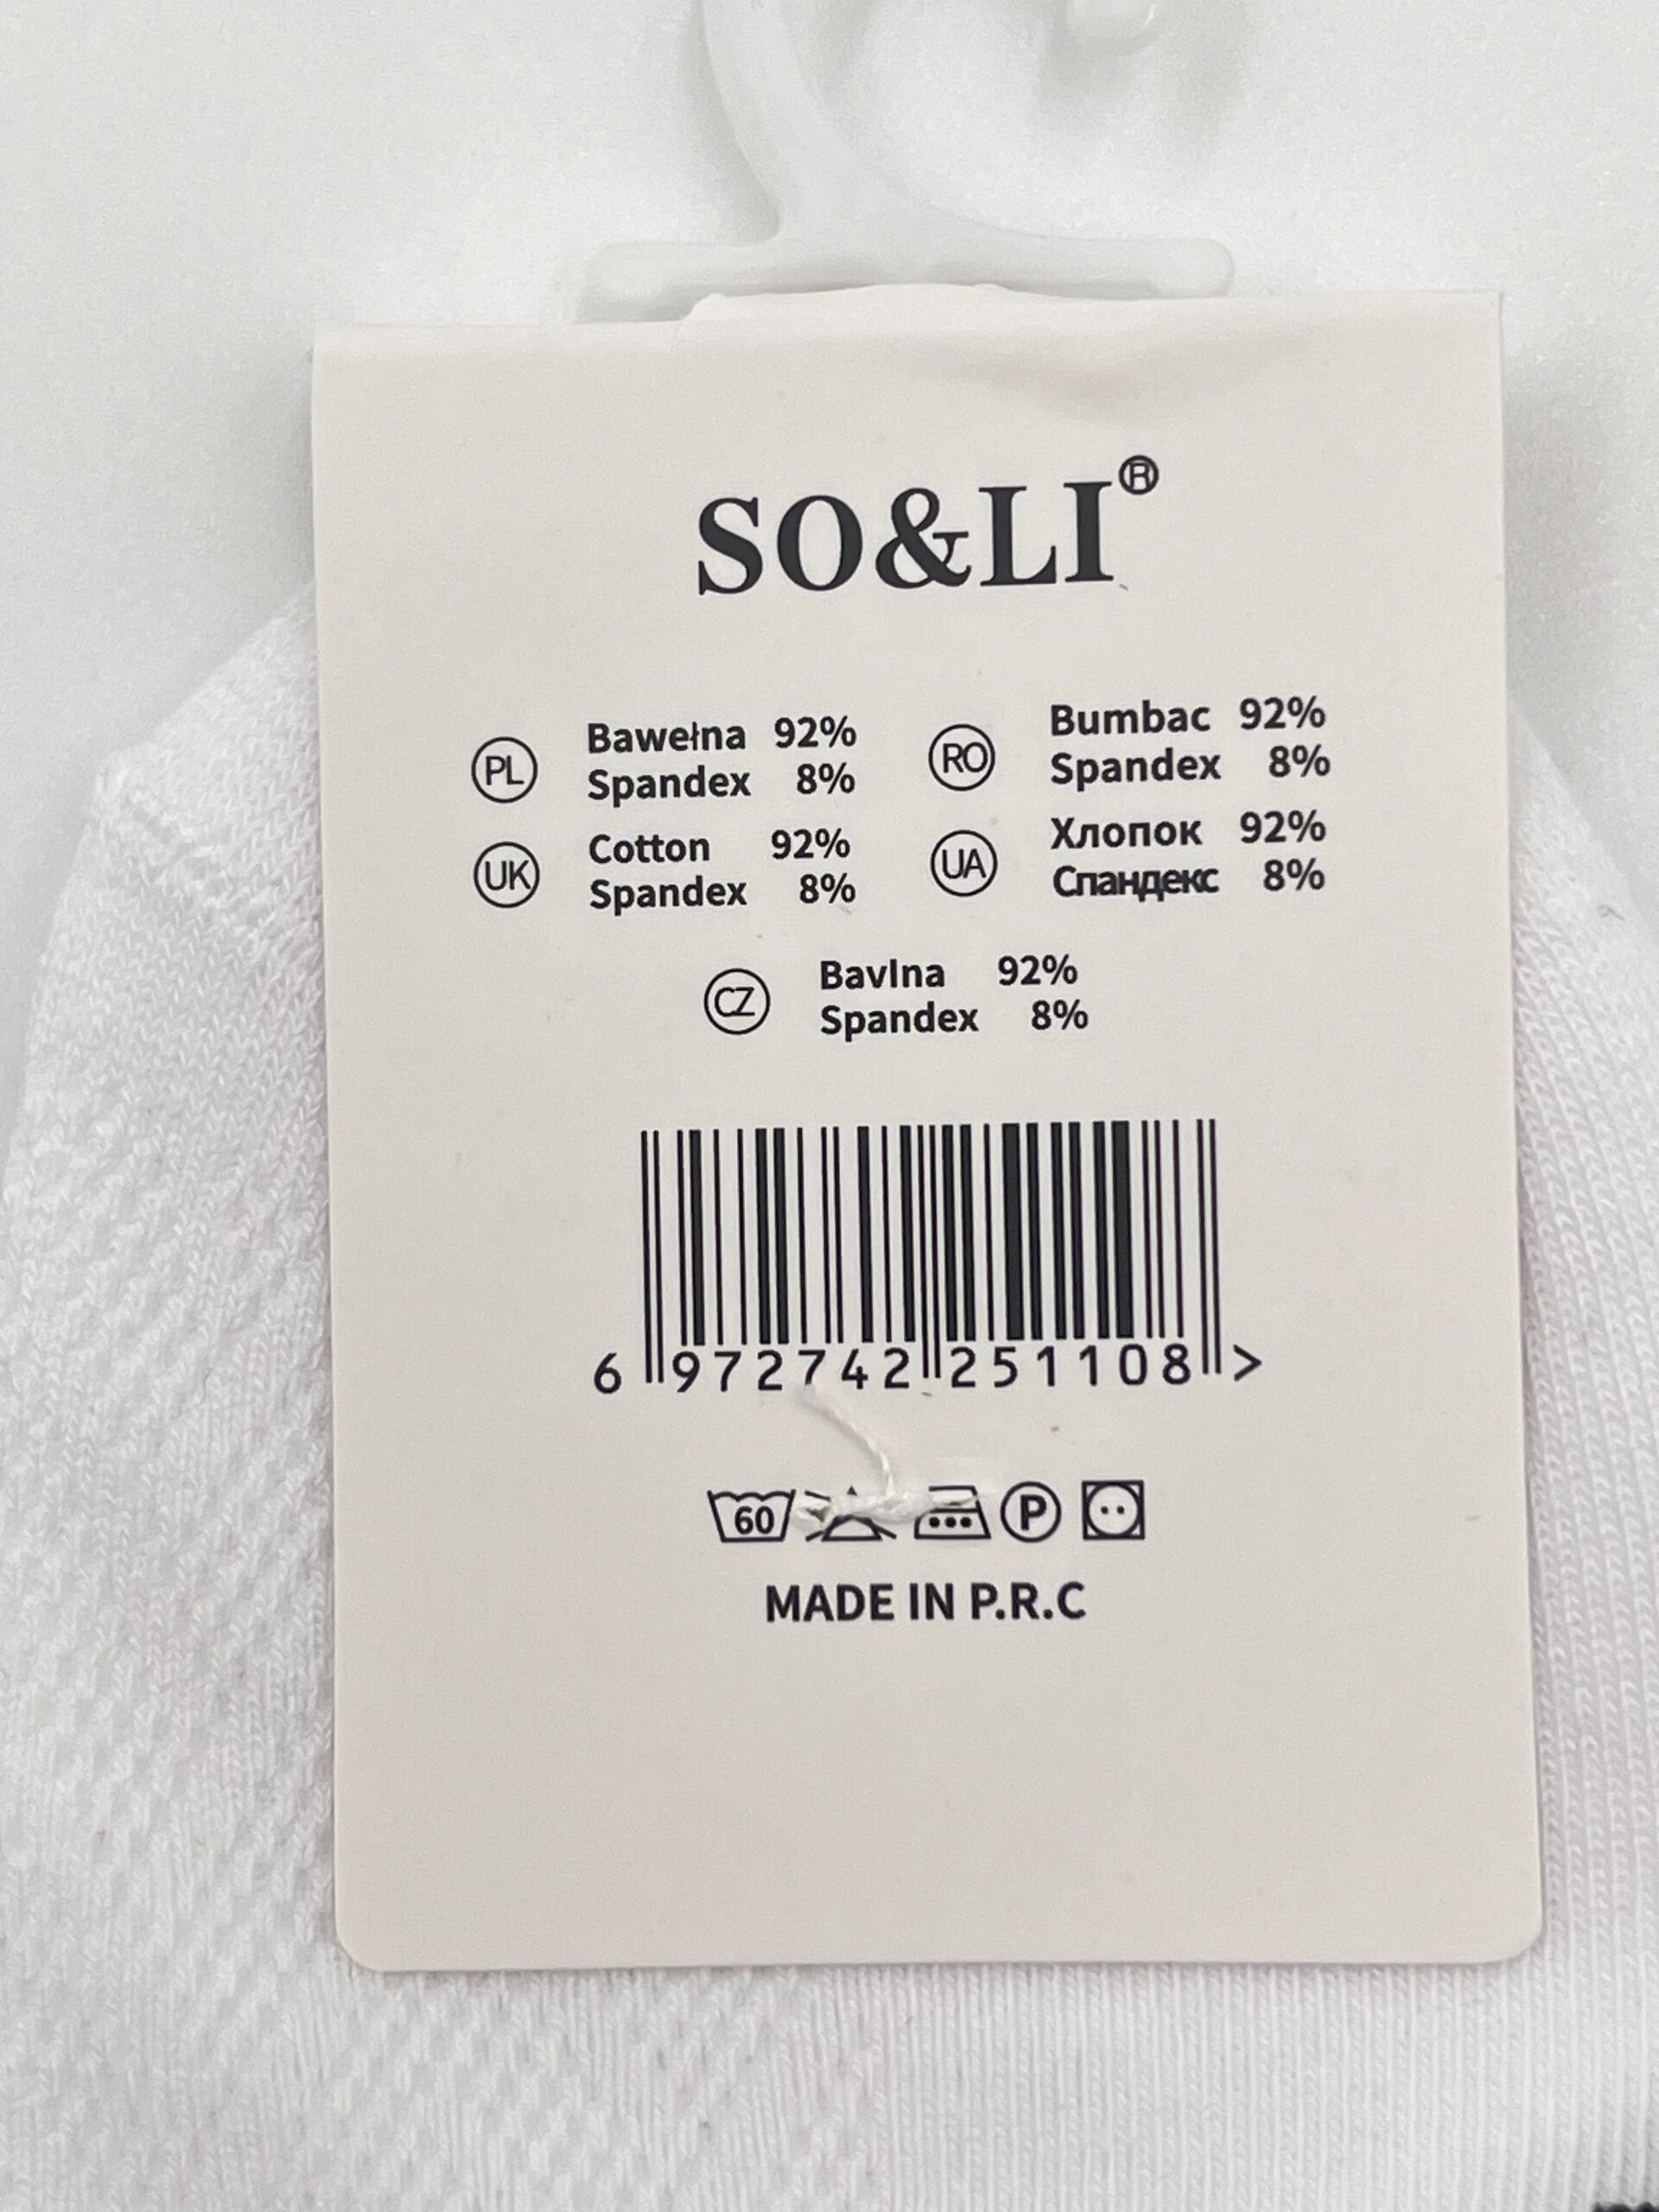 SO&LI®
PL Bawełna 92%
Spandex 8%
RO Bumbac 92%
Spandex 8%
UK Cotton 92%
Spandex 8%
UA Хлопок 92%
Спандекс 8%
CZ Bavlna 92%
Spandex 8%
6 972742 251108 >
60 P
MADE IN P.R.C